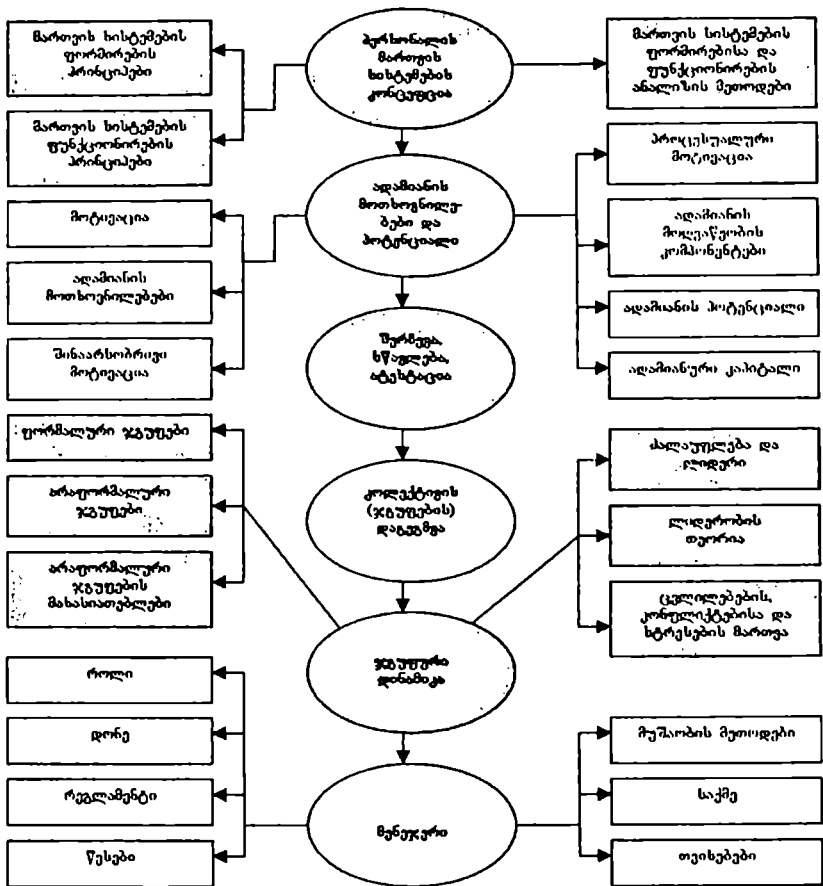 მართვის სისტემების
ფორმირების
პრინციპები
პერსონალის
მართვის
სისტემების
კონცეფცია
მართვის სისტემების
ფორმირებისა და
ფუნქციონირების
ანალიზის მეთოდები
მართვის სისტემების
ფუნქციონირების
პრინციპები
პროცესუალური
მოტივაცია
ადამიანის
მოთხოვნილე-
ბები და
პოტენციალი
მოტივაცია
ადამიანის
მოღვაწეობის
კომპონენტები
ადამიანის
მოთხოვნილებები
ადამიანის პოტენციალი
შინაარსობრივი
მოტივაცია
შერჩევა,
სწავლება,
ატესტაცია
ადამიანური კაპიტალი
ფორმალური ჯგუფები
ძალაუფლება და
ლიდერი
არაფორმალური
ჯგუფები
კოლექტივის
(ჯგუფების)
დაგეგმვა
ლიდერობის
თეორია
არაფორმალური
ჯგუფების
მახასიათებლები
ცვლილებების,
კონფლიქტებისა და
სტრესების მართვა
ჯგუფური
დინამიკა
როლი
დონე
მუშაობის მეთოდები
რეგლამენტი
საქმე
მენეჯერი
წესები
თვისებები